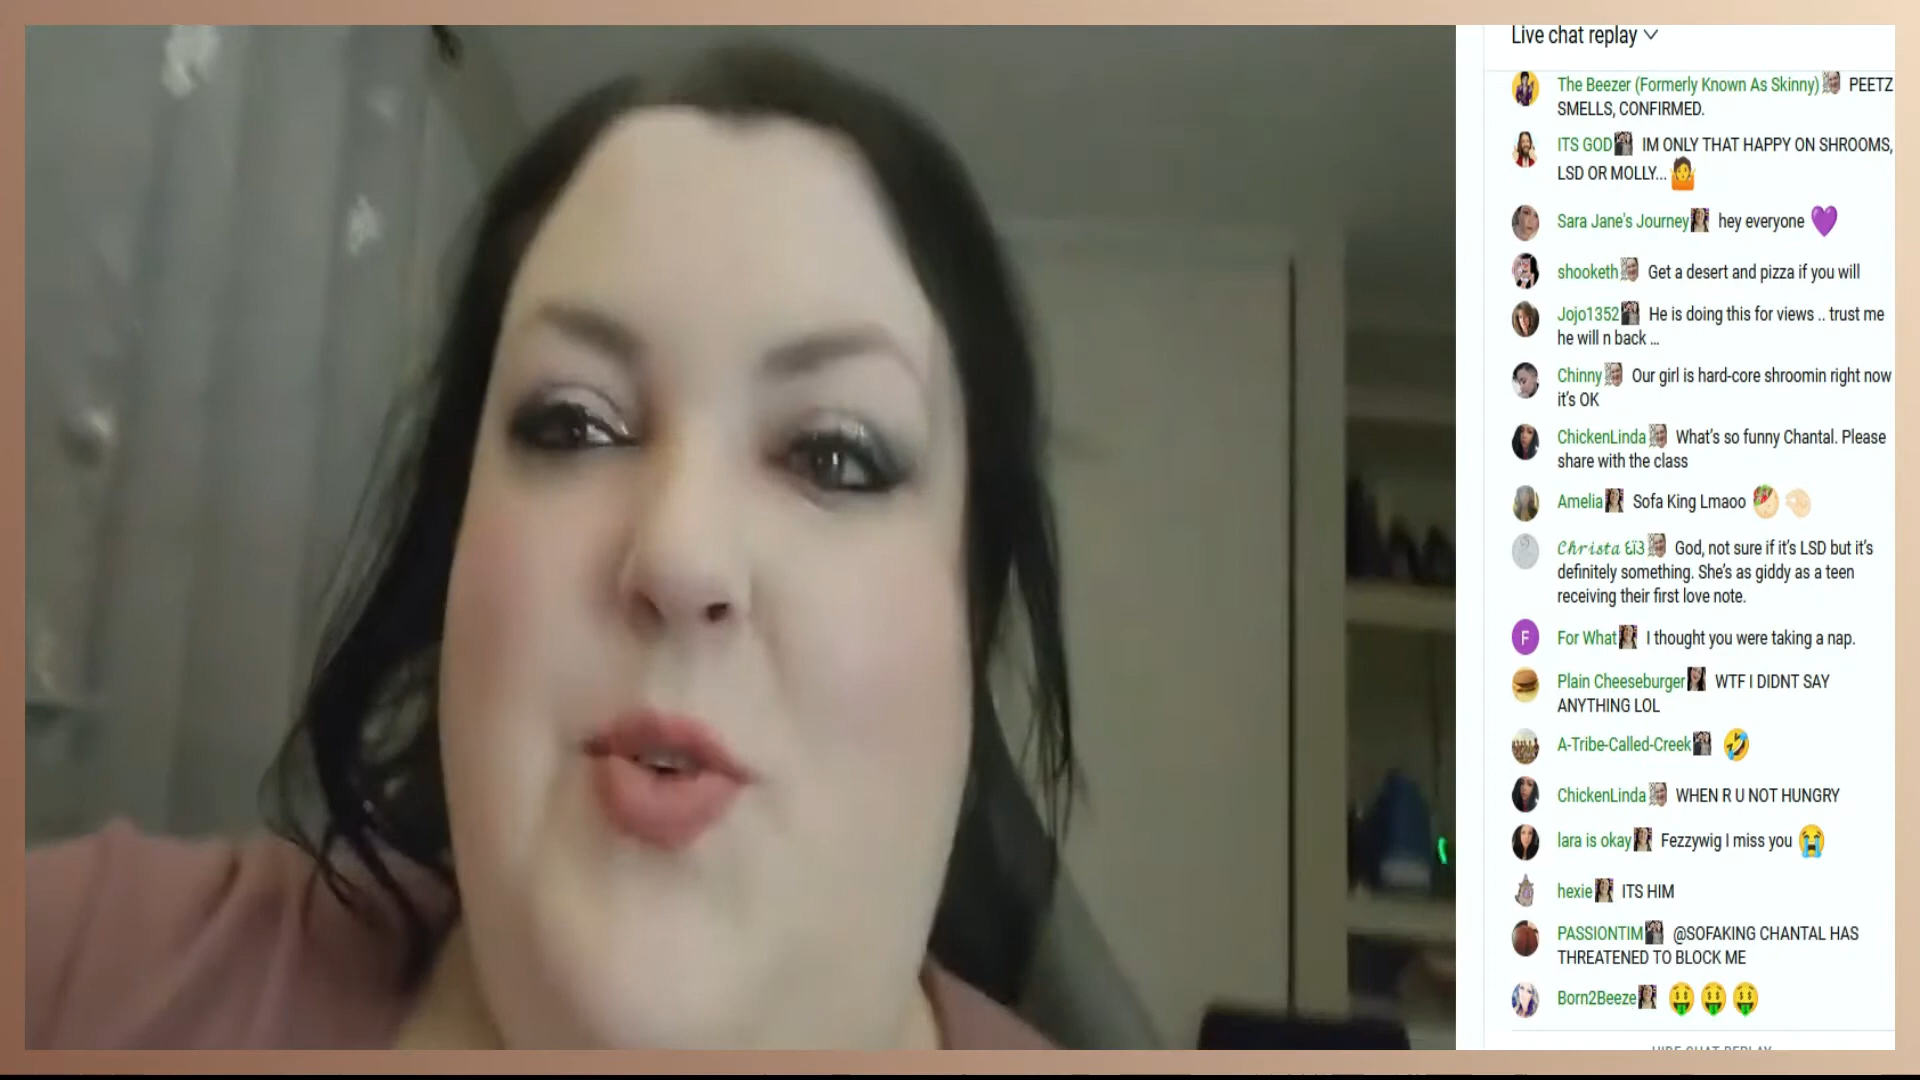 Live chat replay
The Beezer (Formerly Known As Skinny) PEETZ
SMELLS, CONFIRMED.
ITS GOD IM ONLY THAT HAPPY ON SHROOMS,
LSD OR MOLLY...
Sara Jane's Journey hey everyone
shooketh Get a desert and pizza if you will
Jojo1352 He is doing this for views .. trust me
he will n back ...
Chinny Our girl is hard-core shroomin right now
it's OK
ChickenLinda What's so funny Chantal. Please
share with the class
Amelia Sofa King Lmaoo
𝓒𝓱𝓻𝓲𝓼𝓽𝓪 Ƹ̵̡ God, not sure if it's LSD but it's
definitely something. She's as giddy as a teen
receiving their first love note.
F
For What I thought you were taking a nap.
Plain Cheeseburger WTF I DIDNT SAY
ANYTHING LOL
A-Tribe-Called-Creek
ChickenLinda WHEN R U NOT HUNGRY
lara is okay Fezzywig I miss you
hexie ITS HIM
PASSIONTIM @SOFAKING CHANTAL HAS
THREATENED TO BLOCK ME
Born2Beeze
HIDE CHAT REPLAY